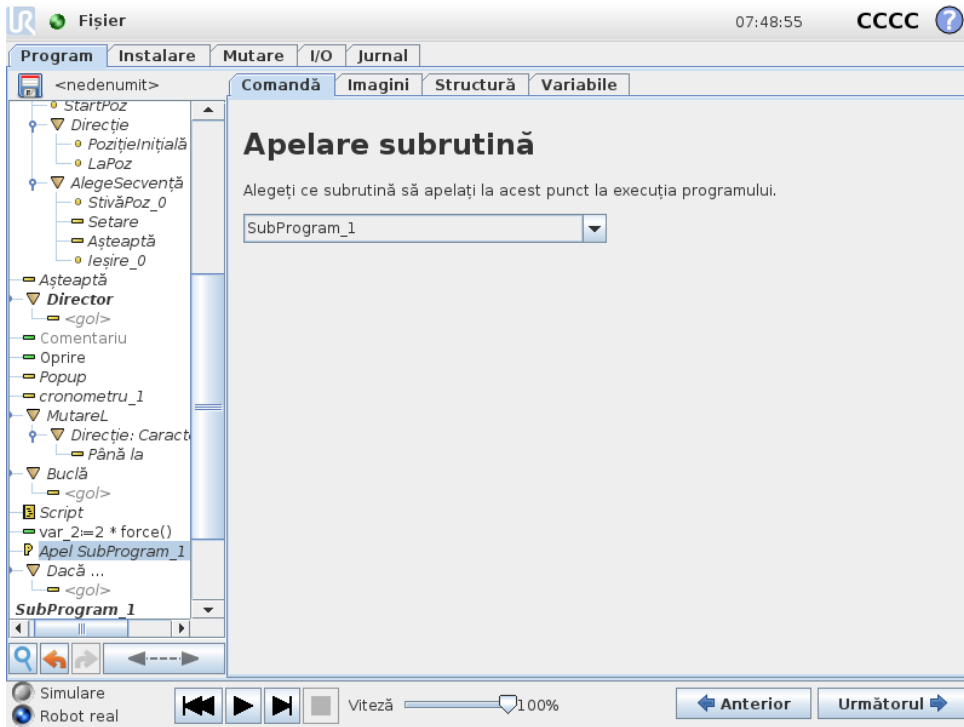 Fișier
07:48:55
CCCC
?
Program
Instalare
Mutare
I/O
Jurnal
<nedenumit>
Comandă
Imagini
Structură
Variabile
StartPoz
Direcție
PozițieInițială
LaPoz
AlegeSecvență
StivăPoz_0
Setare
Așteaptă
Ieșire_0
Așteaptă
Director
<gol>
Comentariu
Oprire
Popup
cronometru_1
MutareL
Direcție: Caract
Până la
Buclă
<gol>
Script
var_2:=2 * force()
P Apel SubProgram_1
Dacă ...
<gol>
SubProgram_1
Apelare subrutină
Alegeți ce subrutină să apelați la acest punct la execuția programului.
SubProgram_1
Simulare
Robot real
Viteză
100%
Anterior
Următorul